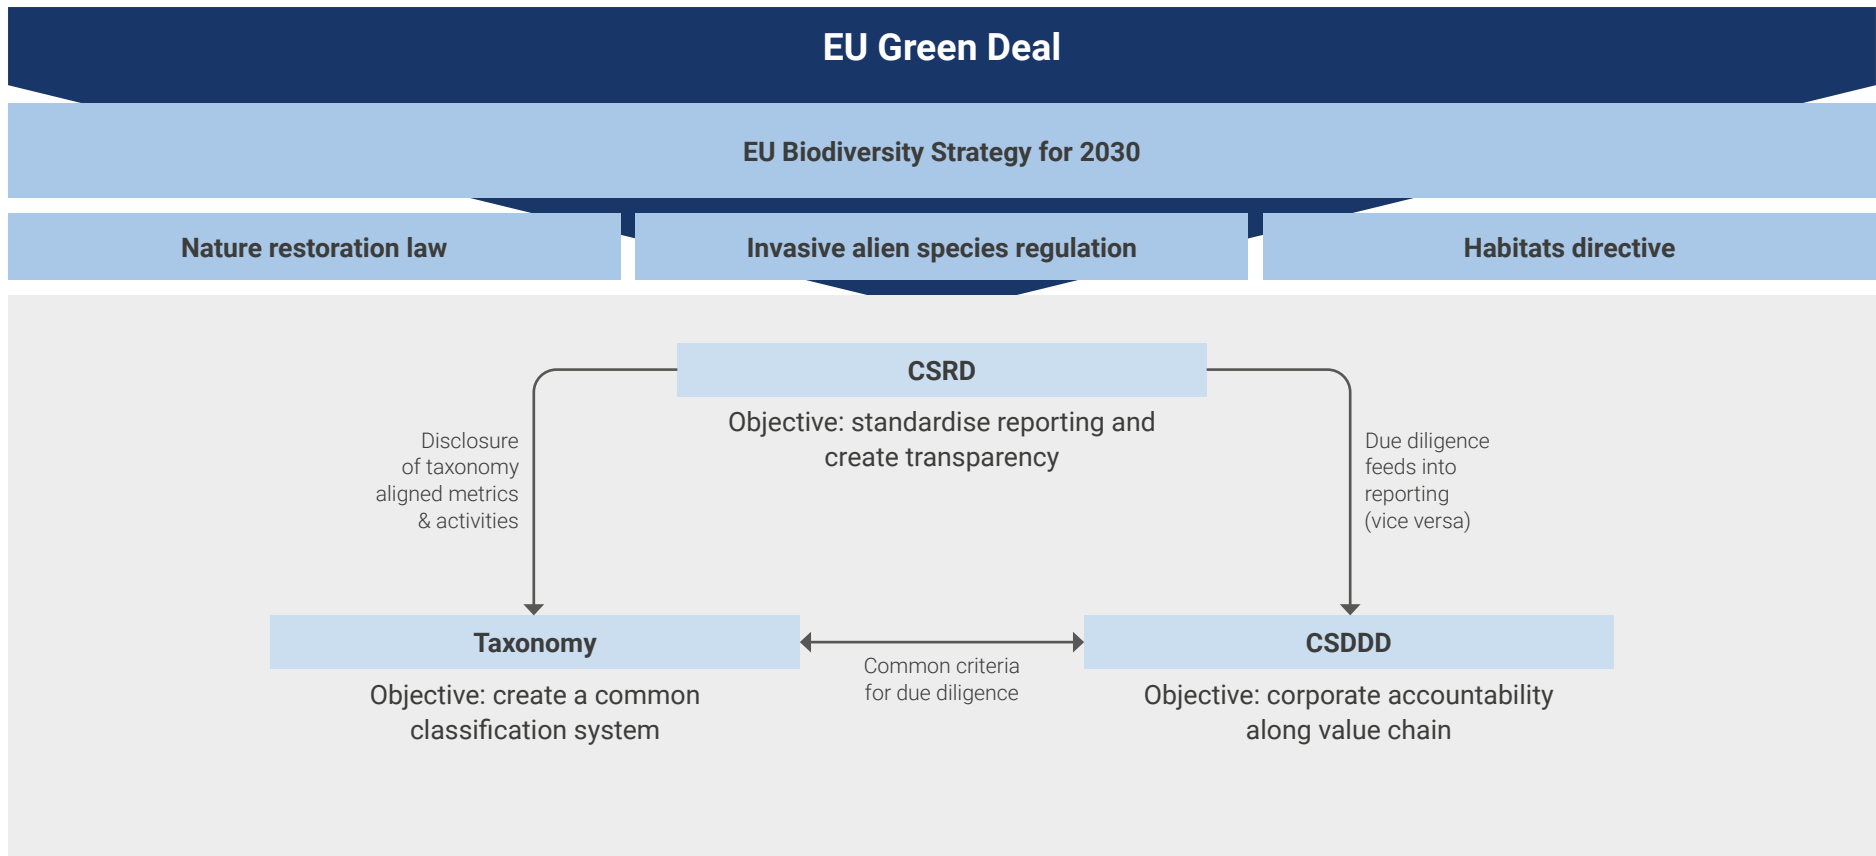 EU Green Deal
EU Biodiversity Strategy for 2030
Nature restoration law
Invasive alien species regulation
Habitats directive
CSRD
Objective: standardise reporting and
create transparency
Disclosure
of taxonomy
aligned metrics
& activities
Due diligence
feeds into
reporting
(vice versa)
Taxonomy
Objective: create a common
classification system
Common criteria
for due diligence
CSDDD
Objective: corporate accountability
along value chain